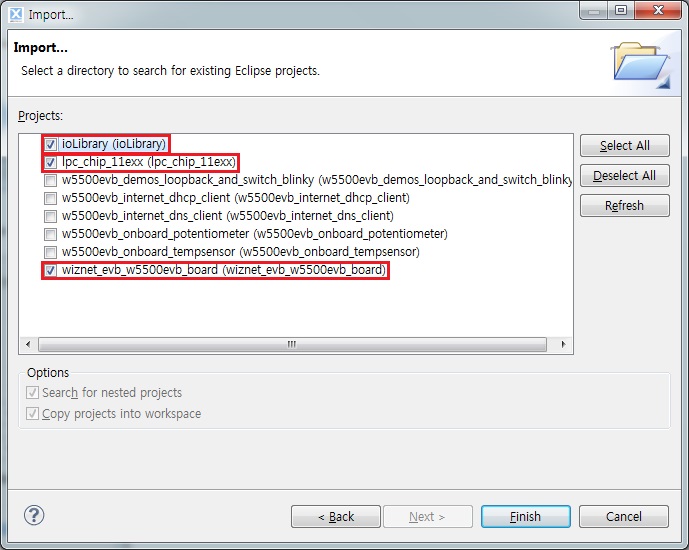 Import...
Import...
Select a directory to search for existing Eclipse projects.
Projects:
ioLibrary (ioLibrary)
lpc_chip_11exx (lpc_chip_11exx)
w5500evb_demos_loopback_and_switch_blinky (w5500evb_demos_loopback_and_switch_blinky
w5500evb_internet_dhcp_client (w5500evb_internet_dhcp_client)
w5500evb_internet_dns_client (w5500evb_internet_dns_client)
w5500evb_onboard_potentiometer (w5500evb_onboard_potentiometer)
w5500evb_onboard_tempsensor (w5500evb_onboard_tempsensor)
wiznet_evb_w5500evb_board (wiznet_evb_w5500evb_board)
Select All
Deselect All
Refresh
Options
Search for nested projects
Copy projects into workspace
?
< Back
Next >
Finish
Cancel